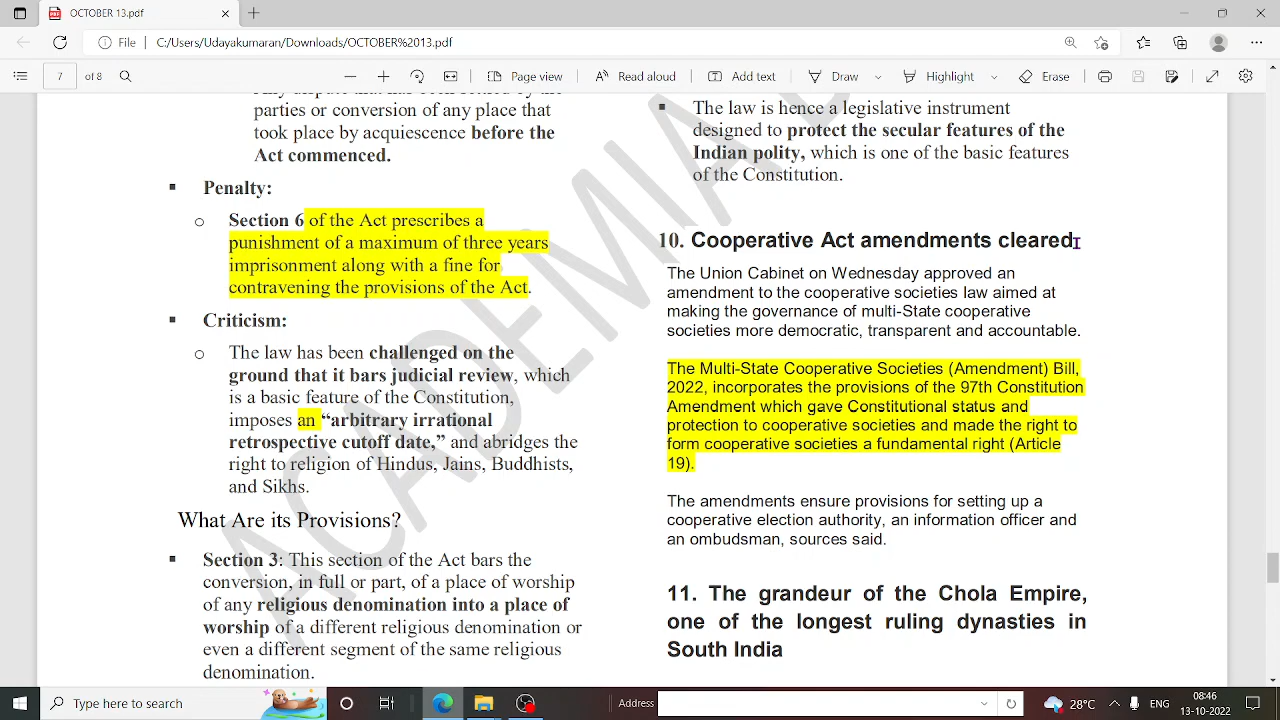 OCTOBER 13.pdf
File
C:/Users/Udayakumaran/Downloads/OCTOBER%2013.pdf
7
of 8
Page view
Read aloud
Add text
Draw
Highlight
Erase
parties or conversion of any place that
took place by acquiescence before the
Act commenced.
▪ Penalty:
o Section 6 of the Act prescribes a
punishment of a maximum of three years
imprisonment along with a fine for
contravening the provisions of the Act.
▪ Criticism:
o The law has been challenged on the
ground that it bars judicial review, which
is a basic feature of the Constitution,
imposes an “arbitrary irrational
retrospective cutoff date,” and abridges the
right to religion of Hindus, Jains, Buddhists,
and Sikhs.
What Are its Provisions?
▪ Section 3: This section of the Act bars the
conversion, in full or part, of a place of worship
of any religious denomination into a place of
worship of a different religious denomination or
even a different segment of the same religious
denomination.
▪ The law is hence a legislative instrument
designed to protect the secular features of the
Indian polity, which is one of the basic features
of the Constitution.
10. Cooperative Act amendments cleared
The Union Cabinet on Wednesday approved an
amendment to the cooperative societies law aimed at
making the governance of multi-State cooperative
societies more democratic, transparent and accountable.
The Multi-State Cooperative Societies (Amendment) Bill,
2022, incorporates the provisions of the 97th Constitution
Amendment which gave Constitutional status and
protection to cooperative societies and made the right to
form cooperative societies a fundamental right (Article
19).
The amendments ensure provisions for setting up a
cooperative election authority, an information officer and
an ombudsman, sources said.
11. The grandeur of the Chola Empire,
one of the longest ruling dynasties in
South India
ACADEMIA
Type here to search
Address
28°C
ENG
08:46
13-10-2022